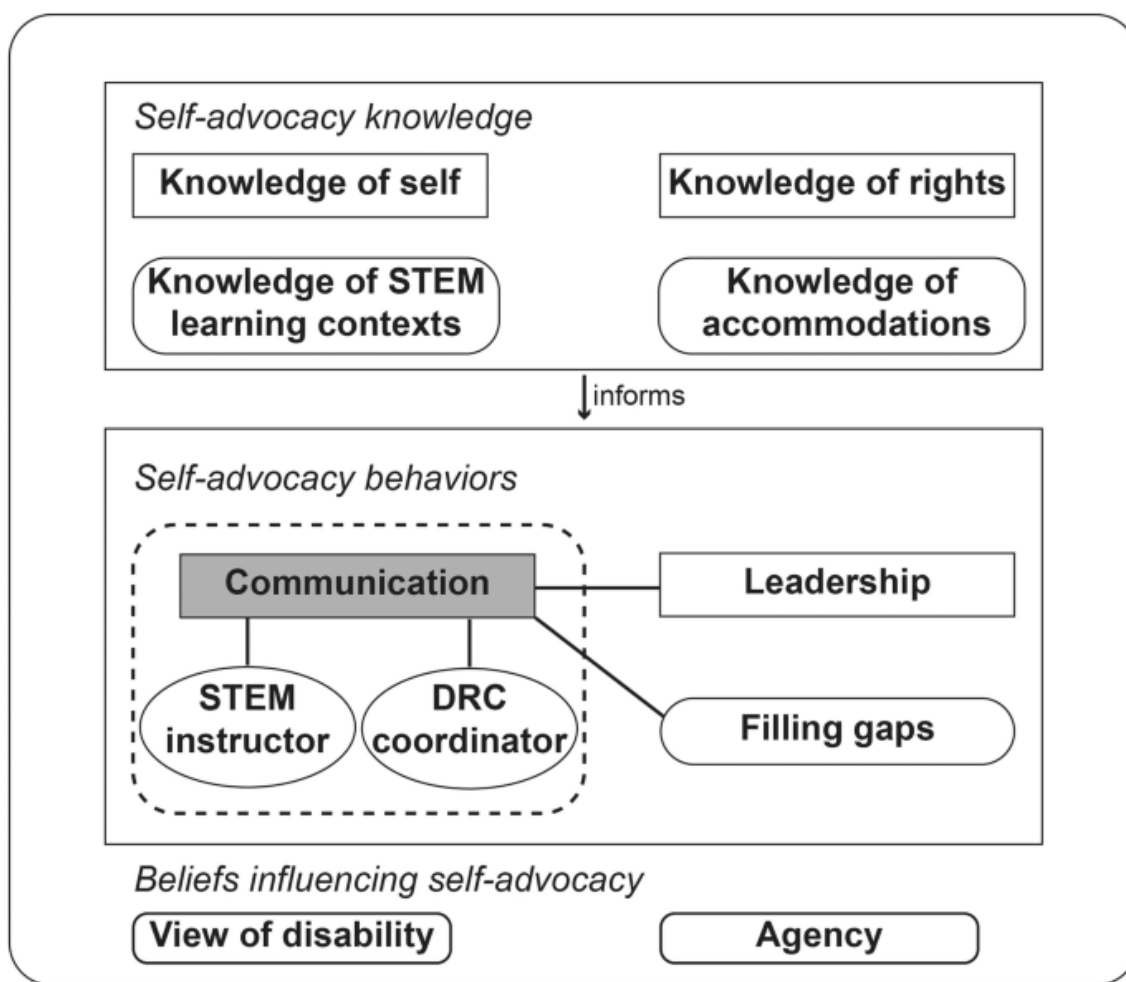 Self-advocacy knowledge
Knowledge of self
Knowledge of rights
Knowledge of STEM
learning contexts
Knowledge of
accommodations
informs
Self-advocacy behaviors
Communication
Leadership
STEM
instructor
DRC
coordinator
Filling gaps
Beliefs influencing self-advocacy
View of disability
Agency